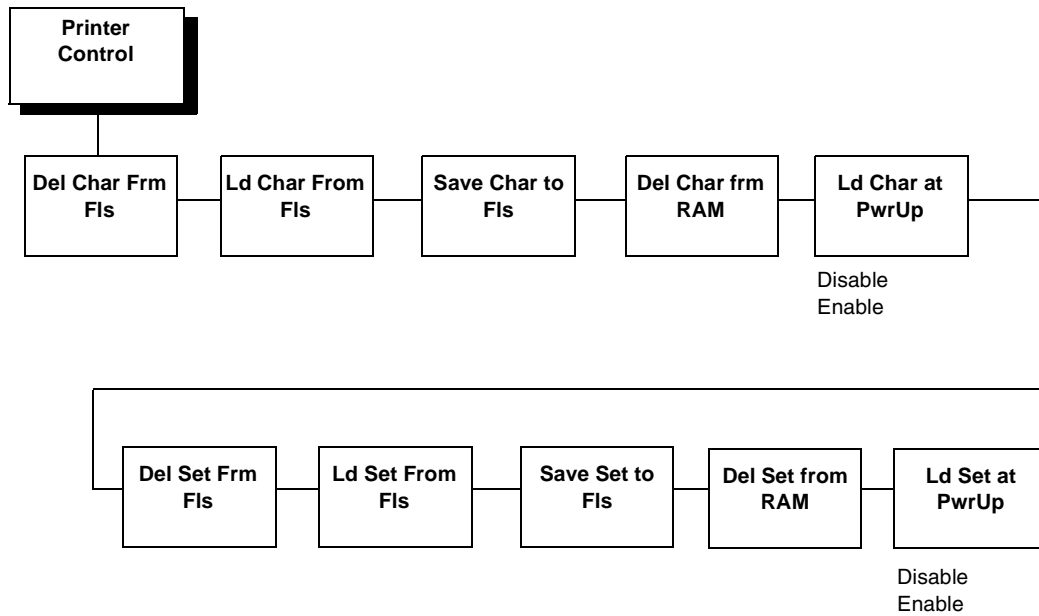 Printer
Control
Del Char Frm
Fls
Ld Char From
Fls
Save Char to
Fls
Del Char frm
RAM
Ld Char at
PwrUp
Disable
Enable
Del Set Frm
Fls
Ld Set From
Fls
Save Set to
Fls
Del Set from
RAM
Ld Set at
PwrUp
Disable
Enable